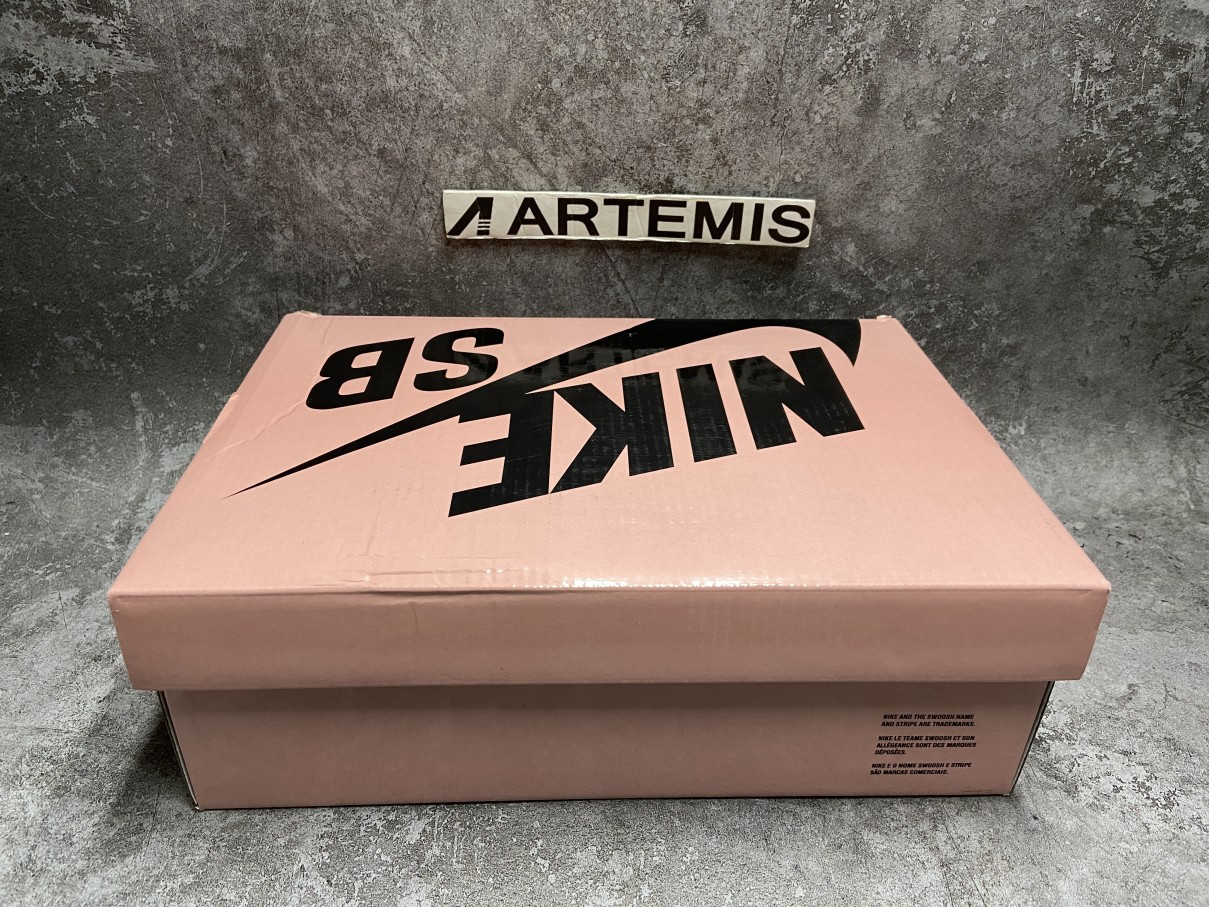 ARTEMIS
NIKE
SB
NIKE AND THE SWOOSH NAME
AND STRIPE ARE TRADEMARKS.
NIKE LE TEAME SWOOSH ET SON
ALLÉGEANCE SONT DES MARQUES
DÉPOSÉES.
NIKE E O NOME SWOOSH E STRIPE
SÃO MARCAS COMERCIAIS.